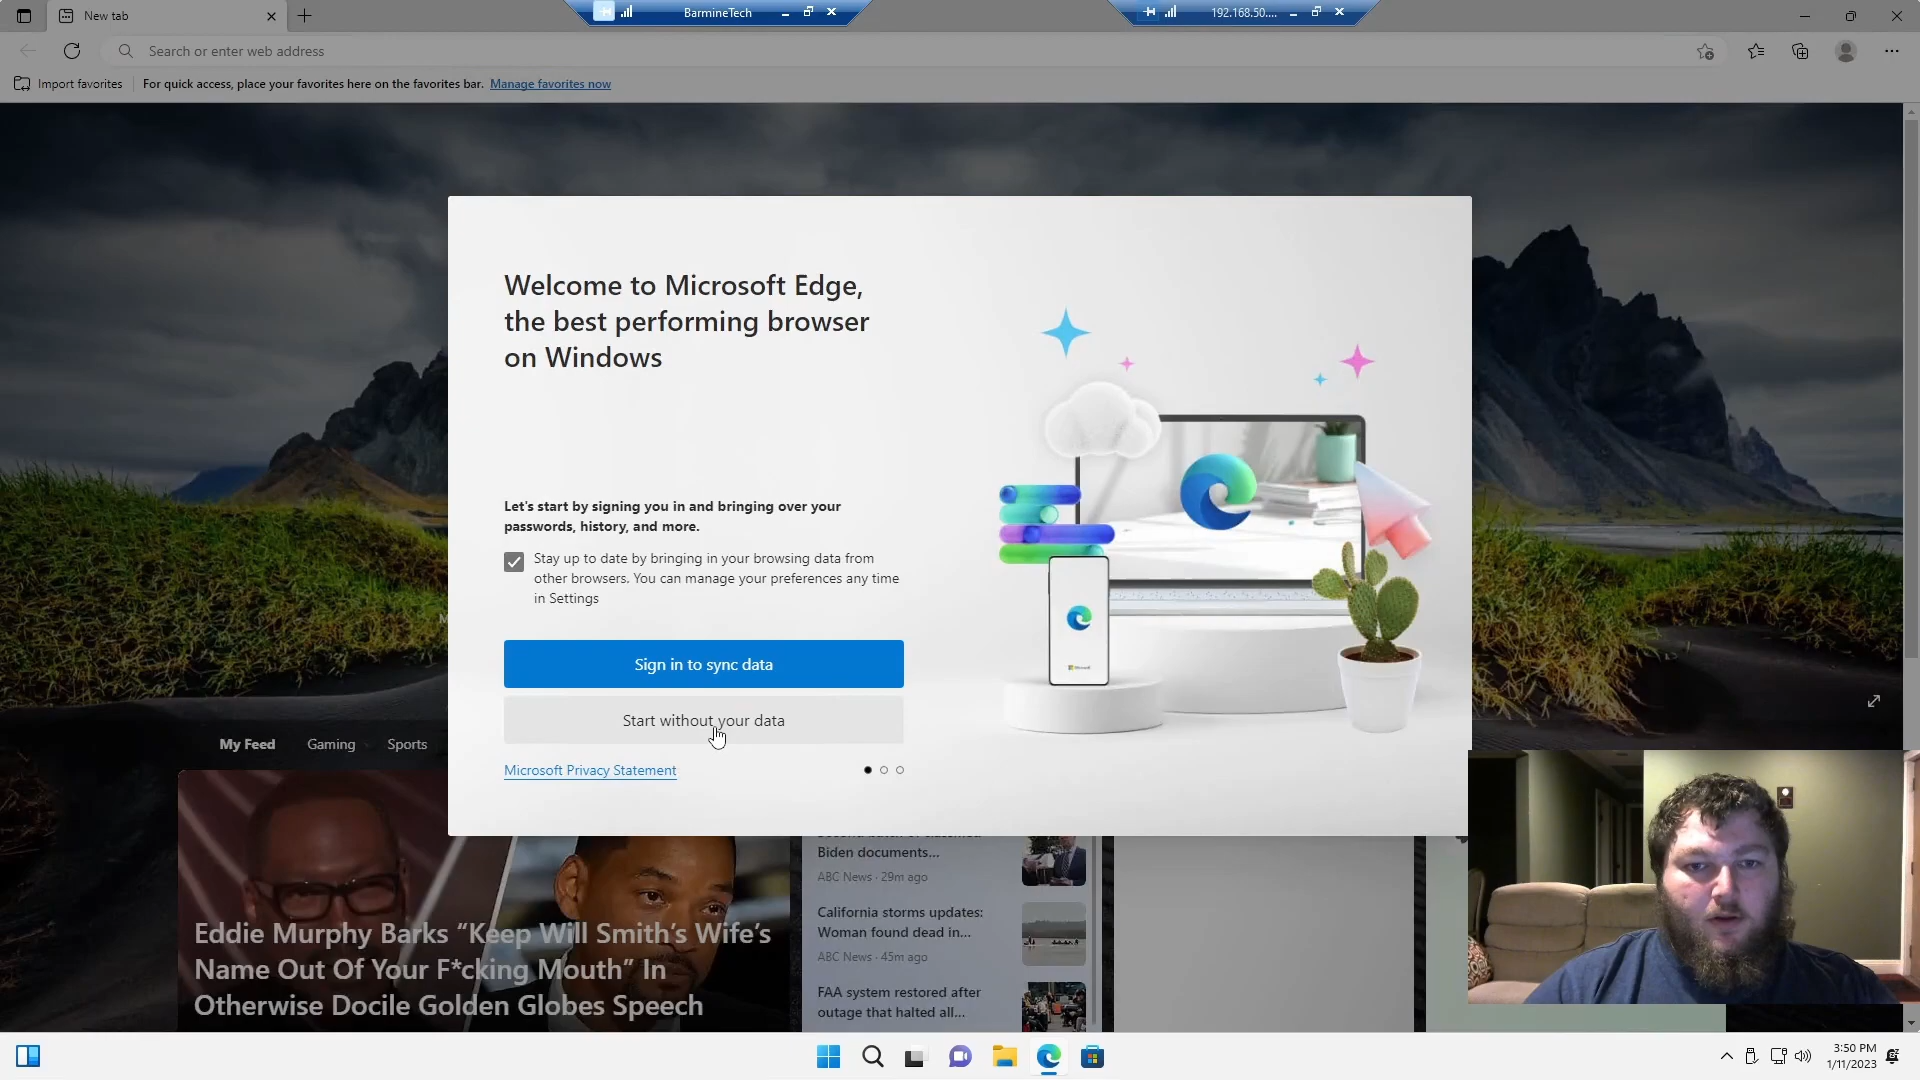 New tab
BarmineTech
192.168.50....
Search or enter web address
Import favorites
For quick access, place your favorites here on the favorites bar. Manage favorites now
Welcome to Microsoft Edge,
the best performing browser
on Windows
Let's start by signing you in and bringing over your
passwords, history, and more.
Stay up to date by bringing in your browsing data from
other browsers. You can manage your preferences any time
in Settings
Sign in to sync data
Start without your data
Microsoft Privacy Statement
My Feed
Gaming
Sports
Eddie Murphy Barks “Keep Will Smith’s Wife’s
Name Out Of Your F*cking Mouth” In
Otherwise Docile Golden Globes Speech
Biden documents...
ABC News · 29m ago
California storms updates:
Woman found dead in...
ABC News · 45m ago
FAA system restored after
outage that halted all...
3:50 PM
1/11/2023